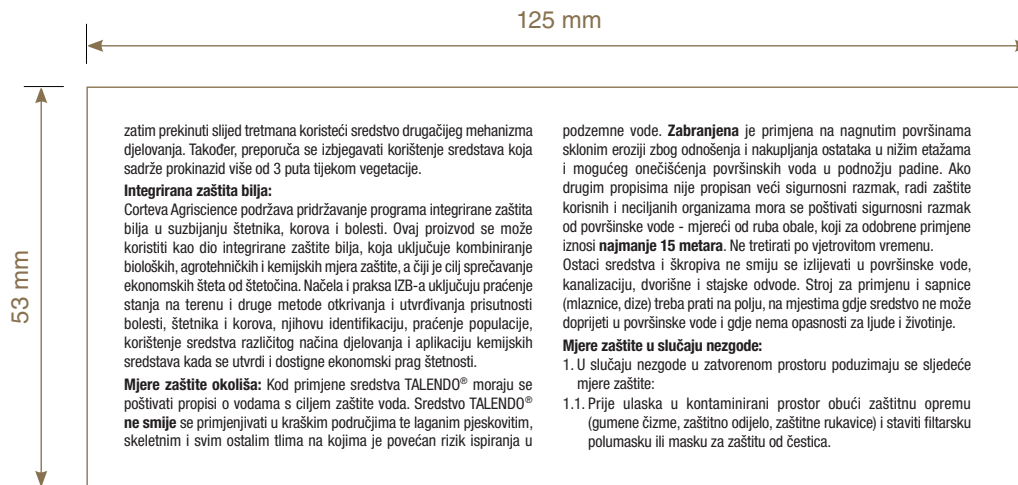 125 mm
53 mm
zatim prekinuti slijed tretmana koristeći sredstvo drugačijeg mehanizma
djelovanja. Također, preporuča se izbjegavati korištenje sredstava koja
sadrže prokinazid više od 3 puta tijekom vegetacije.
Integrirana zaštita bilja:
Corteva Agriscience podržava pridržavanje programa integrirane zaštita
bilja u suzbijanju štetnika, korova i bolesti. Ovaj proizvod se može
koristiti kao dio integrirane zaštite bilja, koja uključuje kombiniranje
bioloških, agrotehničkih i kemijskih mjera zaštite, a čiji je cilj sprečavanje
ekonomskih šteta od štetočina. Načela i praksa IZB-a uključuju praćenje
stanja na terenu i druge metode otkrivanja i utvrđivanja prisutnosti
bolesti, štetnika i korova, njihovu identifikaciju, praćenje populacije,
korištenje sredstva različitog načina djelovanja i aplikaciju kemijskih
sredstava kada se utvrdi i dostigne ekonomski prag štetnosti.
Mjere zaštite okoliša: Kod primjene sredstva TALENDO® moraju se
poštivati propisi o vodama s ciljem zaštite voda. Sredstvo TALENDO®
ne smije se primjenjivati u kraškim područjima te laganim pjeskovitim,
skeletnim i svim ostalim tlima na kojima je povećan rizik ispiranja u
podzemne vode. Zabranjena je primjena na nagnutim površinama
sklonim eroziji zbog odnošenja i nakupljanja ostataka u nižim etažama
i mogućeg onečišćenja površinskih voda u podnožju padine. Ako
drugim propisima nije propisan veći sigurnosni razmak, radi zaštite
korisnih i neciljanih organizama mora se poštivati sigurnosni razmak
od površinske vode - mjereći od ruba obale, koji za odobrene primjene
iznosi najmanje 15 metara. Ne tretirati po vjetrovitom vremenu.
Ostaci sredstva i škropiva ne smiju se izlijevati u površinske vode,
kanalizaciju, dvorišne i stajske odvode. Stroj za primjenu i sapnice
(mlaznice, dize) treba prati na polju, na mjestima gdje sredstvo ne može
doprijeti u površinske vode i gdje nema opasnosti za ljude i životinje.
Mjere zaštite u slučaju nezgode:
1. U slučaju nezgode u zatvorenom prostoru poduzimaju se sljedeće
mjere zaštite:
1.1. Prije ulaska u kontaminirani prostor obući zaštitnu opremu
(gumene čizme, zaštitno odijelo, zaštitne rukavice) i staviti filtarsku
polumasku ili masku za zaštitu od čestica.